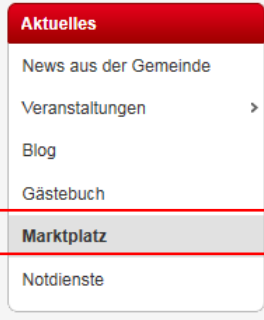 Aktuelles
News aus der Gemeinde
Veranstaltungen
Blog
Gästebuch
Marktplatz
Notdienste